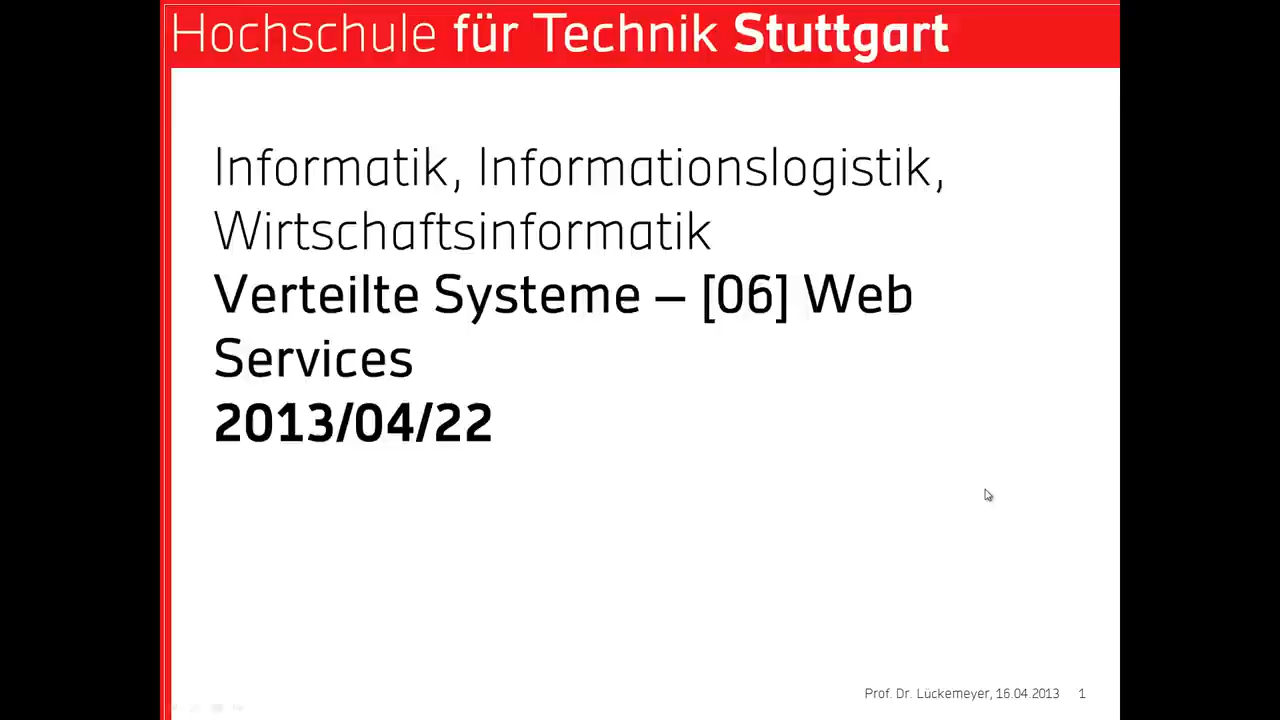 Hochschule für Technik Stuttgart
Informatik, Informationslogistik,
Wirtschaftsinformatik
Verteilte Systeme – [06] Web
Services
2013/04/22
Prof. Dr. Lückemeyer, 16.04.2013 1